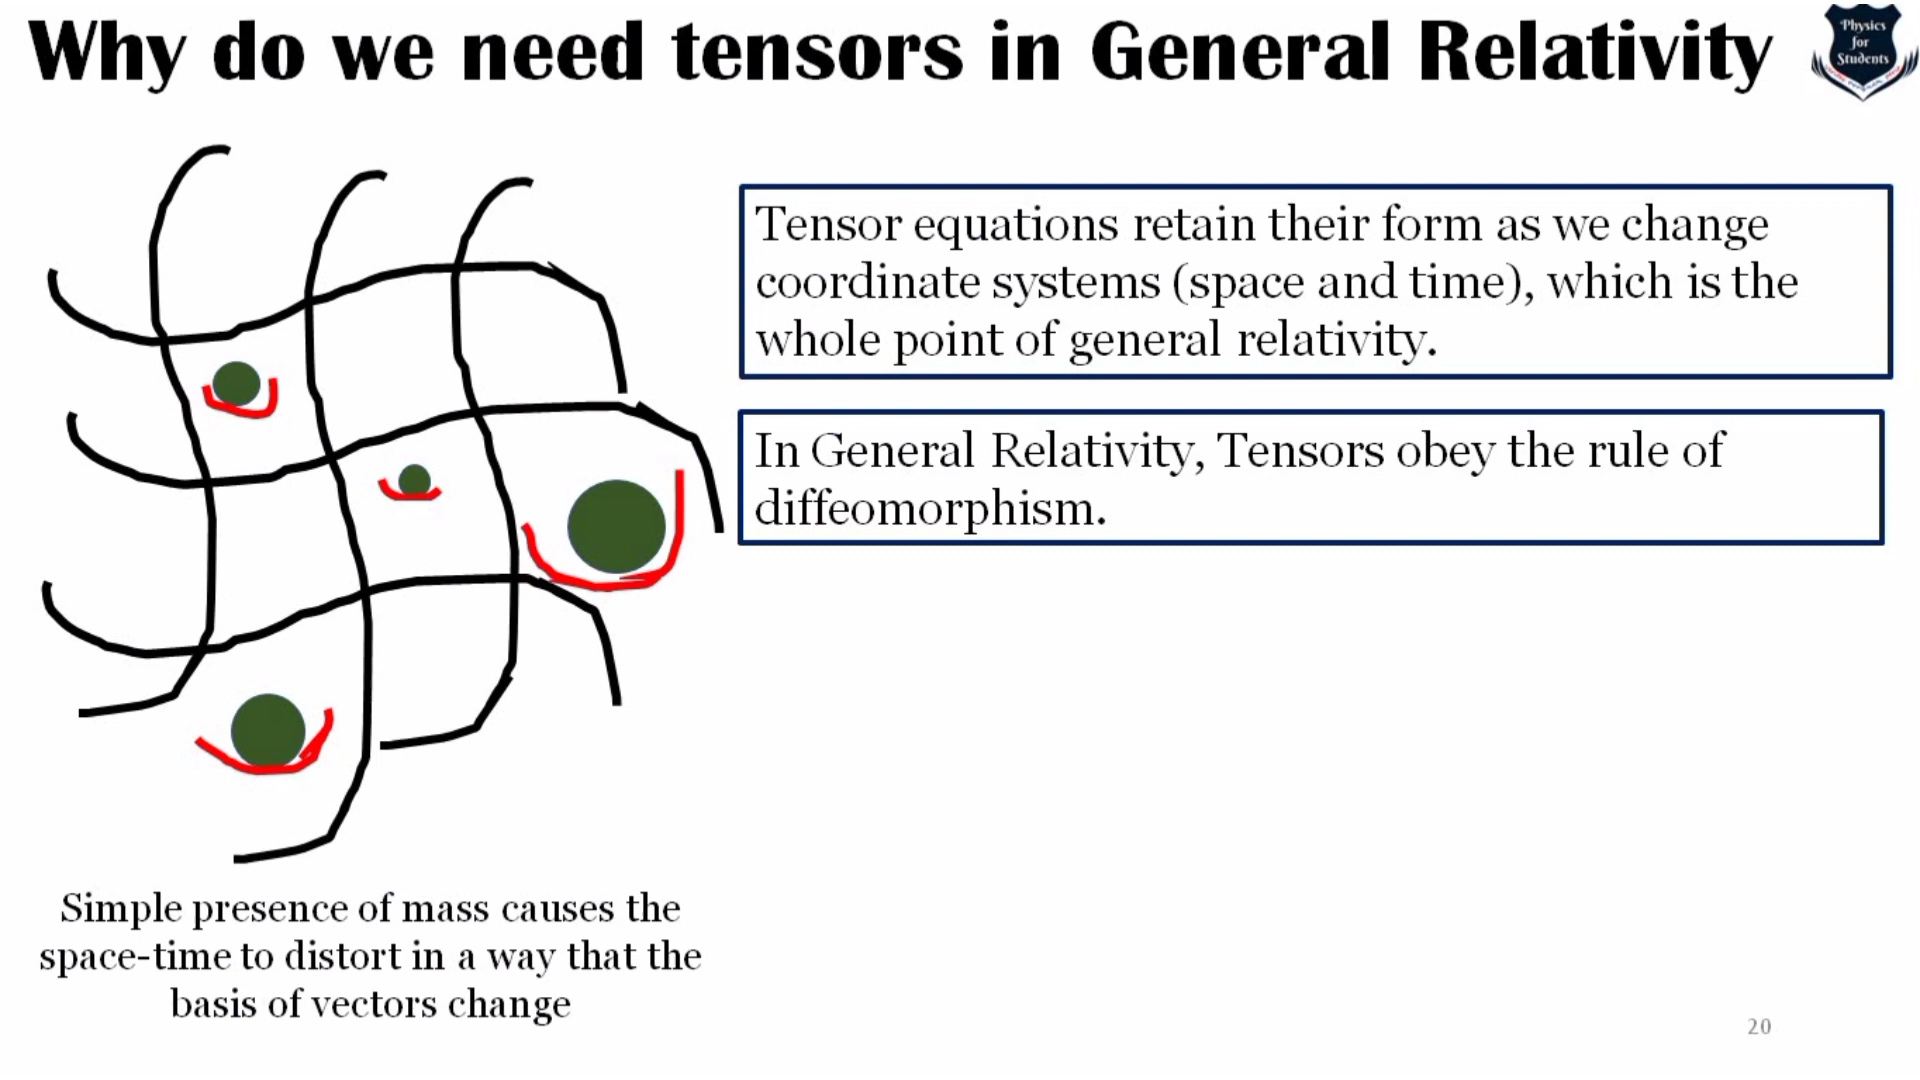 Why do we need tensors in General Relativity
Physics
for
Students
Tensor equations retain their form as we change
coordinate systems (space and time), which is the
whole point of general relativity.
In General Relativity, Tensors obey the rule of
diffeomorphism.
Simple presence of mass causes the
space-time to distort in a way that the
basis of vectors change
20